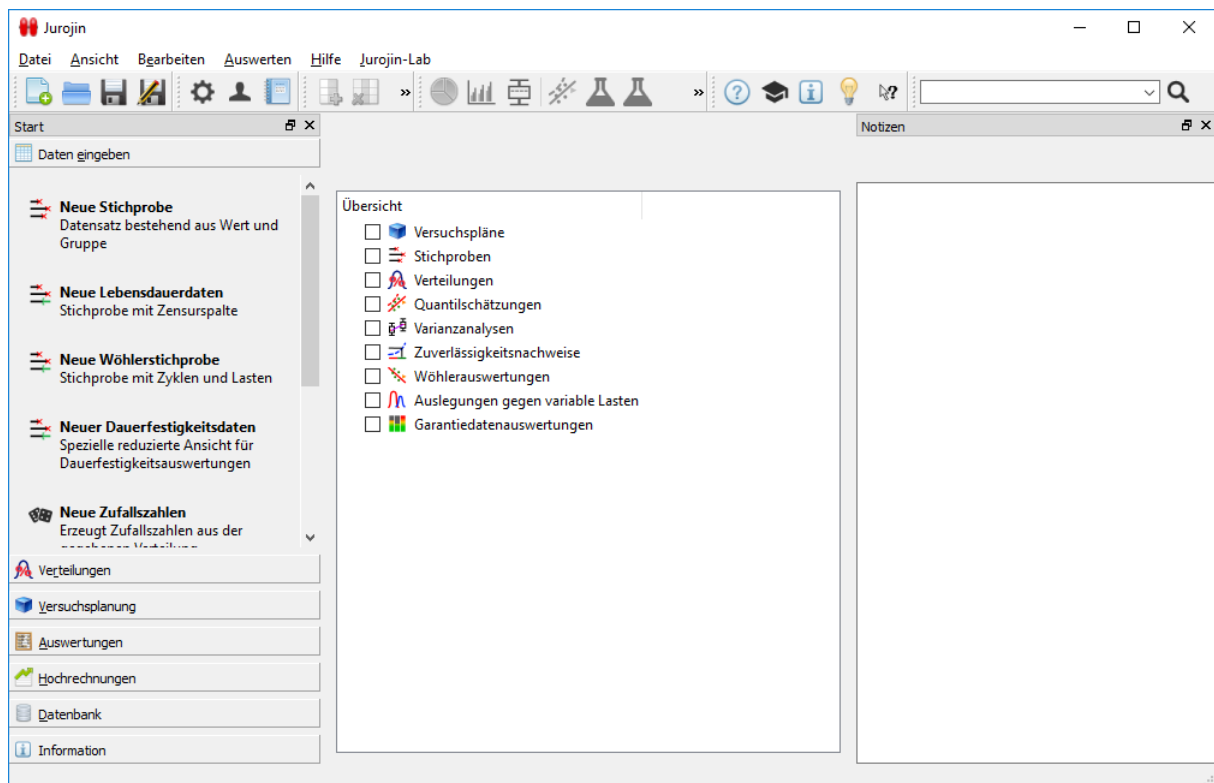 Jurojin
Datei Ansicht Bearbeiten Auswerten Hilfe Jurojin-Lab
Start
Daten eingeben
Neue Stichprobe
Datensatz bestehend aus Wert und
Gruppe
Neue Lebensdauerdaten
Stichprobe mit Zensurspalte
Neue Wöhlerstichprobe
Stichprobe mit Zyklen und Lasten
Neuer Dauerfestigkeitsdaten
Spezielle reduzierte Ansicht für
Dauerfestigkeitsauswertungen
Neue Zufallszahlen
Erzeugt Zufallszahlen aus der
Verteilungen
Versuchsplanung
Auswertungen
Hochrechnungen
Datenbank
Information
Übersicht
Versuchspläne
Stichproben
Verteilungen
Quantilschätzungen
Varianzanalysen
Zuverlässigkeitsnachweise
Wöhlerauswertungen
Auslegungen gegen variable Lasten
Garantiedatenauswertungen
Notizen